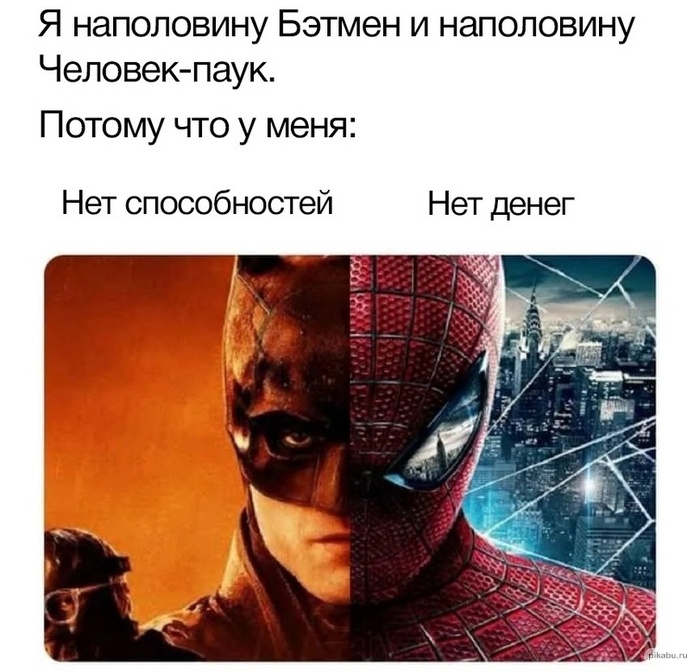 Я наполовину Бэтмен и наполовину
Человек-паук.
Потому что у меня:
Нет способностей
Нет денег
pikabu.ru